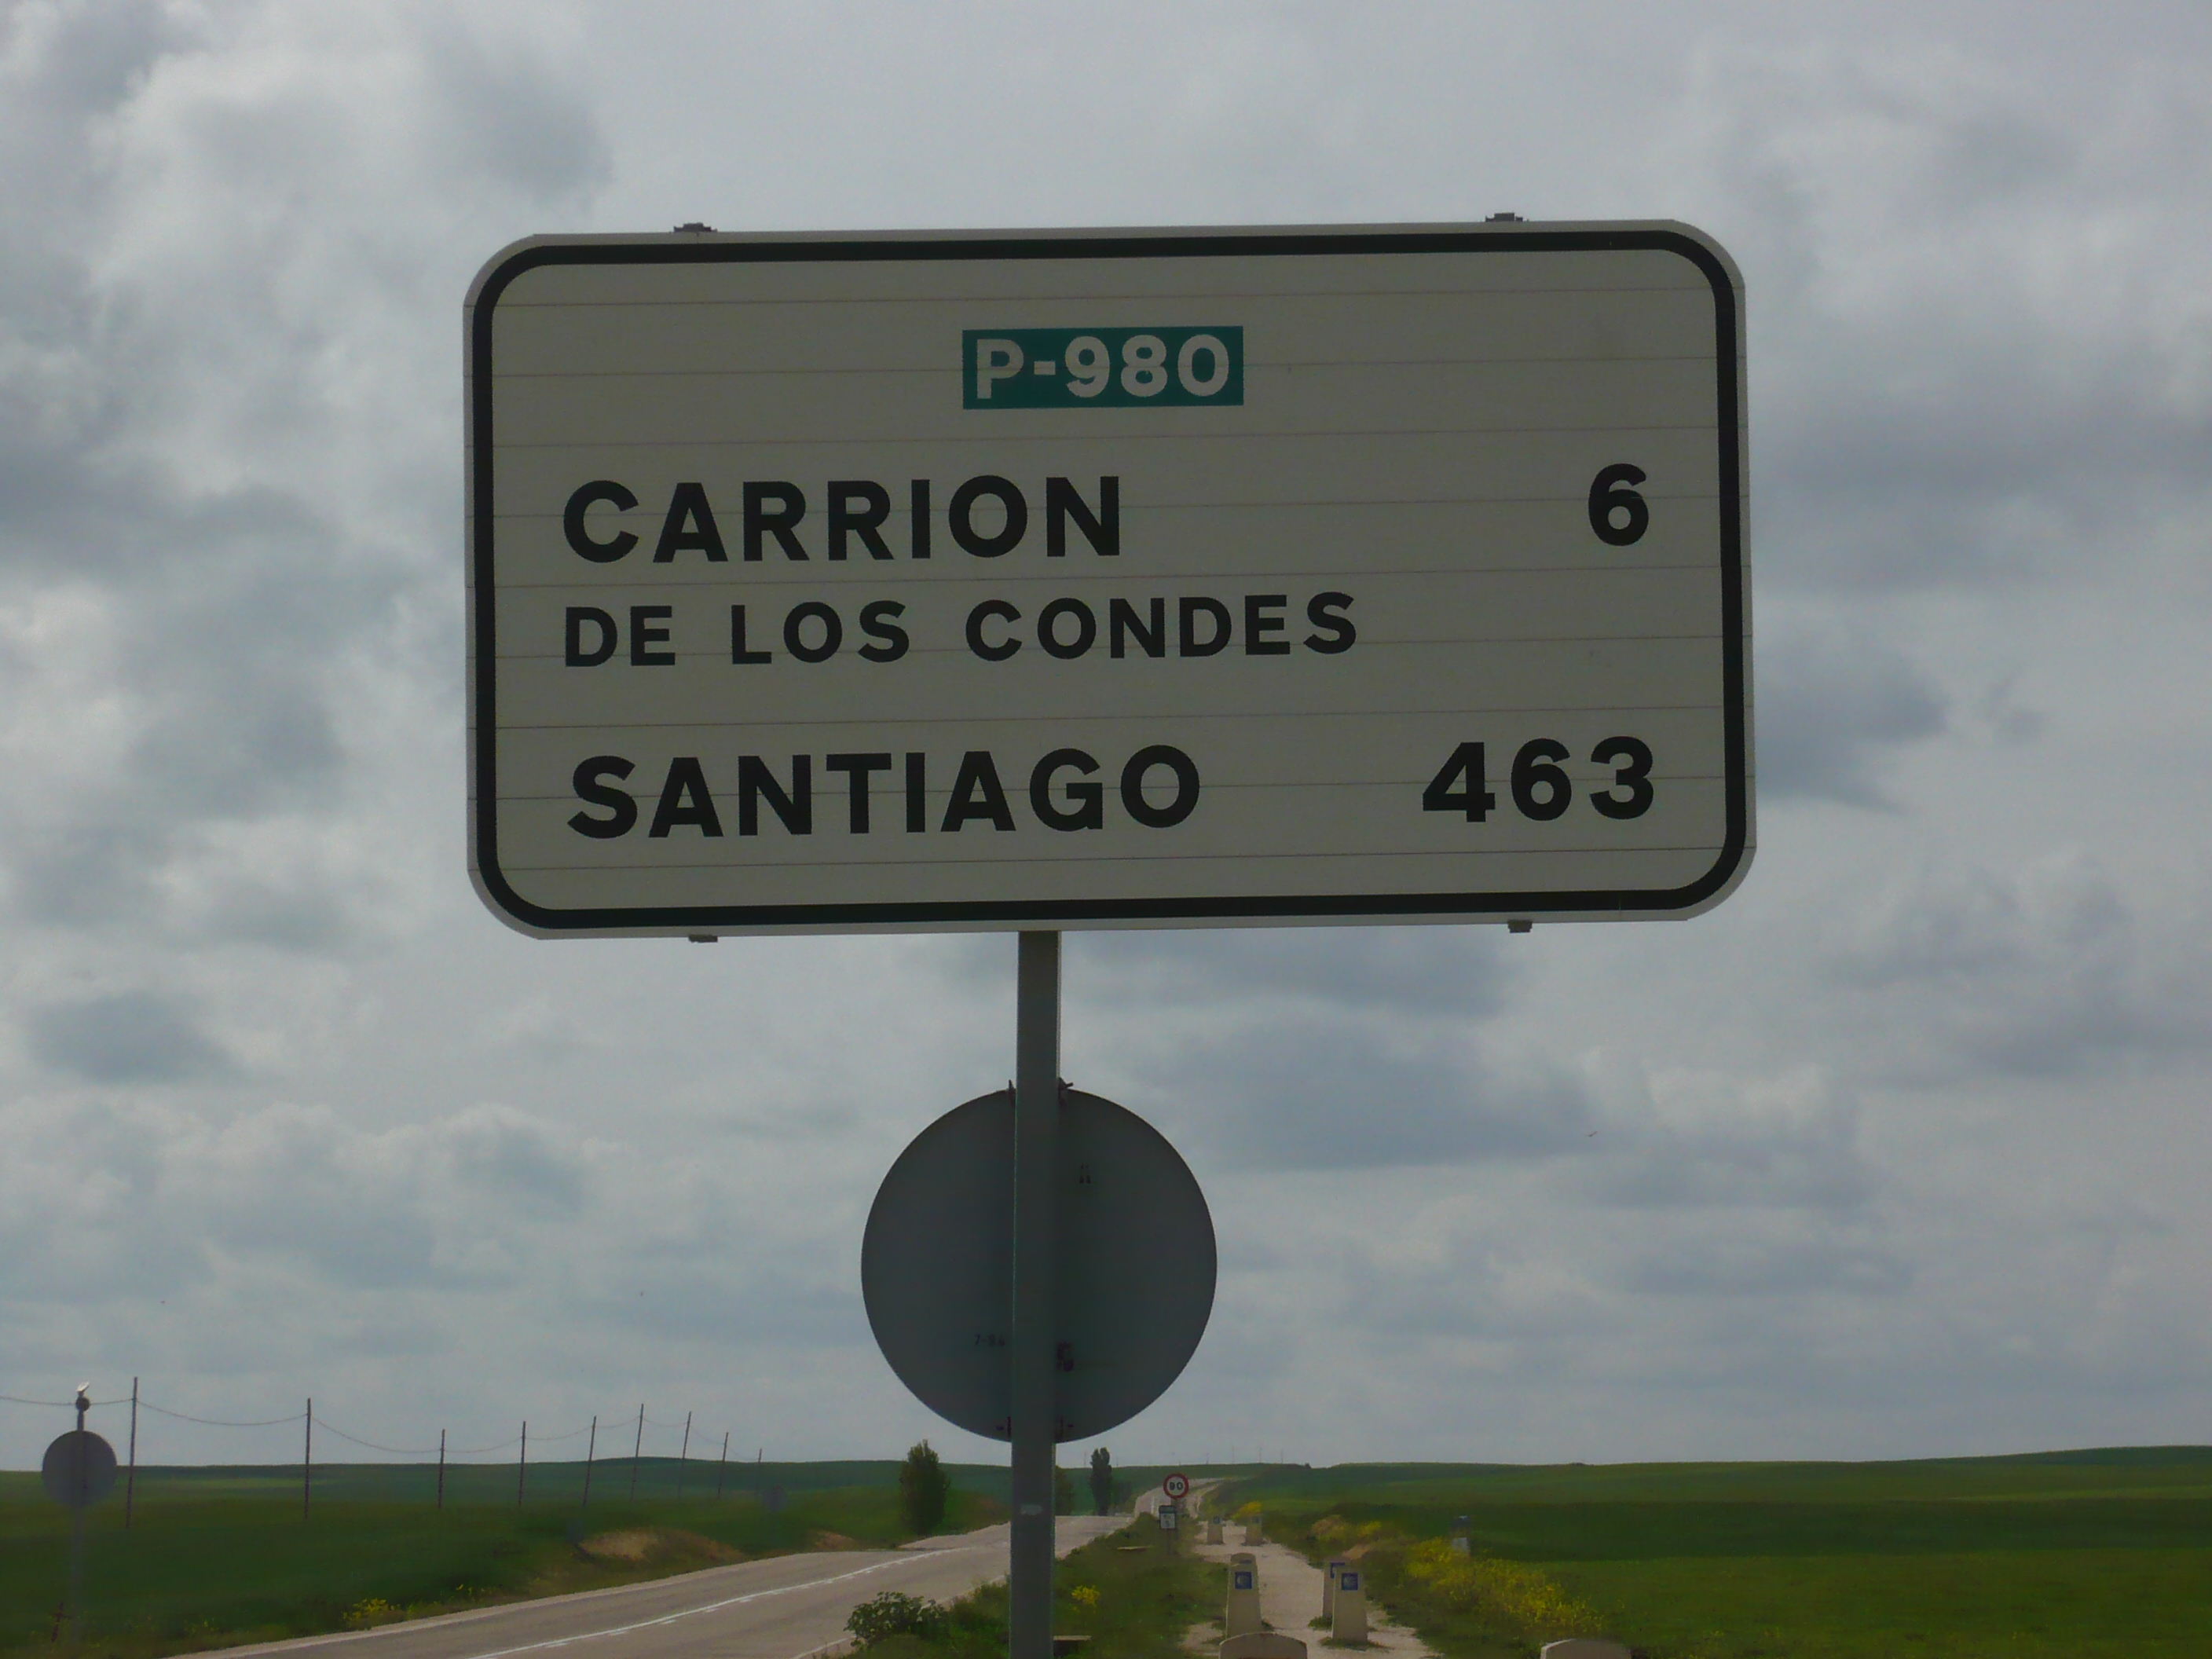 P-980
CARRION 6
DE LOS CONDES
SANTIAGO 463